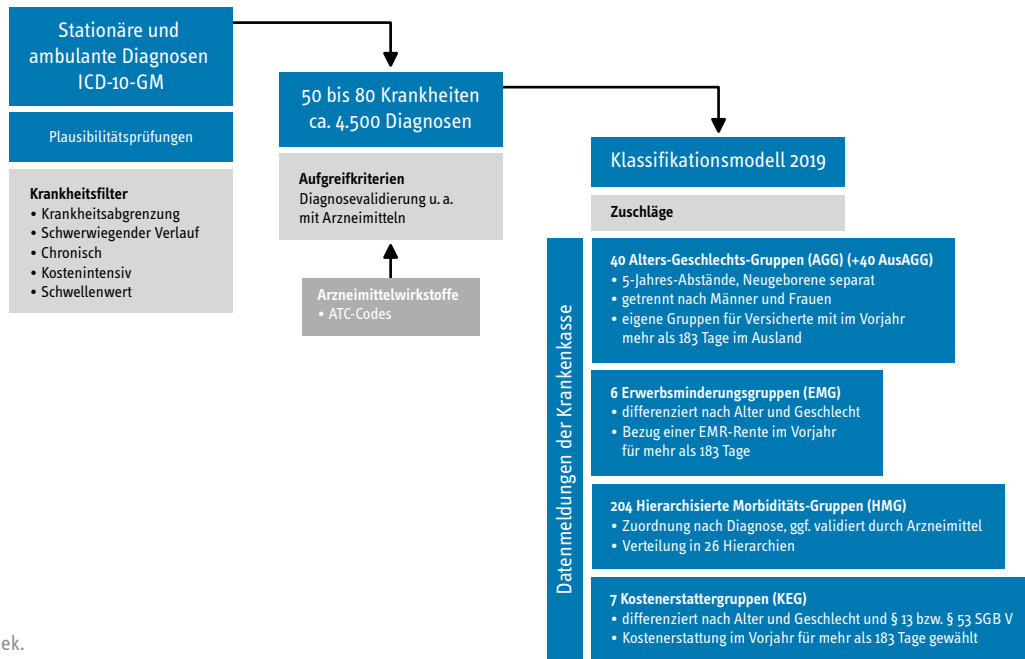 Stationäre und
ambulante Diagnosen
ICD-10-GM
Plausibilitätsprüfungen
Krankheitsfilter
• Krankheitsabgrenzung
• Schwerwiegender Verlauf
• Chronisch
• Kostenintensiv
• Schwellenwert
50 bis 80 Krankheiten
ca. 4.500 Diagnosen
Aufgreifkriterien
Diagnosevalidierung u. a.
mit Arzneimitteln
Arzneimittelwirkstoffe
• ATC-Codes
Klassifikationsmodell 2019
Zuschläge
Datenmeldungen der Krankenkasse
40 Alters-Geschlechts-Gruppen (AGG) (+40 AusAGG)
• 5-Jahres-Abstände, Neugeborene separat
• getrennt nach Männer und Frauen
• eigene Gruppen für Versicherte mit im Vorjahr
mehr als 183 Tage im Ausland
6 Erwerbsminderungsgruppen (EMG)
• differenziert nach Alter und Geschlecht
• Bezug einer EMR-Rente im Vorjahr
für mehr als 183 Tage
204 Hierarchisierte Morbiditäts-Gruppen (HMG)
• Zuordnung nach Diagnose, ggf. validiert durch Arzneimittel
• Verteilung in 26 Hierarchien
7 Kostenerstattergruppen (KEG)
• differenziert nach Alter und Geschlecht und § 13 bzw. § 53 SGB V
• Kostenerstattung im Vorjahr für mehr als 183 Tage gewählt
ek.